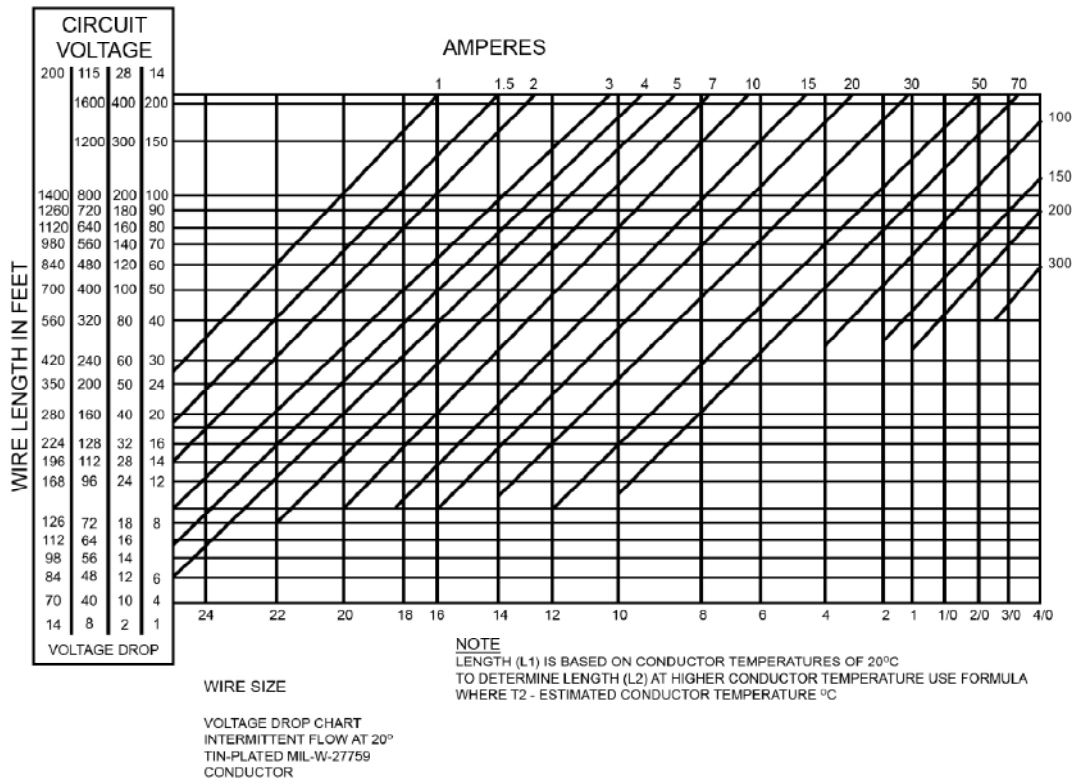 CIRCUIT
VOLTAGE
AMPERES
200 115 28 14
1 1.5 2 3 4 5 7 10 15 20 30 50 70
1600 400 200
100
1200 300 150
150
1400 800 200 100
1260 720 180 90
200
1120 640 160 80
980 560 140 70
840 480 120 60
300
700 400 100 50
560 320 80 40
420 240 60 30
350 200 50 24
280 160 40 20
224 128 32 16
196 112 28 14
168 96 24 12
126 72 18 8
112 64 16
98 56 14
84 48 12 6
70 40 10 4
14 8 2 1
WIRE LENGTH IN FEET
VOLTAGE DROP
24 22 20 18 16 14 12 10 8 6 4 2 1 1/0 2/0 3/0 4/0
WIRE SIZE
NOTE
LENGTH (L1) IS BASED ON CONDUCTOR TEMPERATURES OF 20ºC
TO DETERMINE LENGTH (L2) AT HIGHER CONDUCTOR TEMPERATURE USE FORMULA
WHERE T2 - ESTIMATED CONDUCTOR TEMPERATURE ºC
VOLTAGE DROP CHART
INTERMITTENT FLOW AT 20º
TIN-PLATED MIL-W-27759
CONDUCTOR